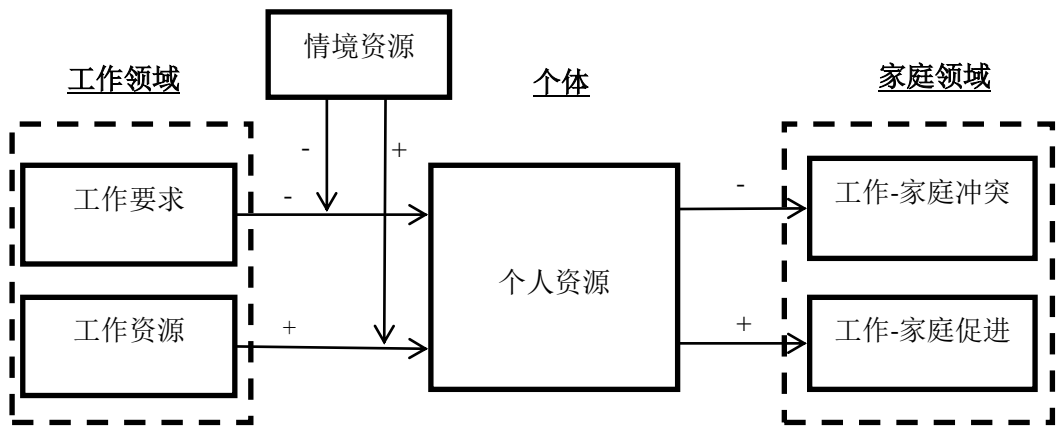 情境资源
工作领域
个体
家庭领域
-
+
工作要求
-
-
工作-家庭冲突
个人资源
工作资源
+
+
工作-家庭促进